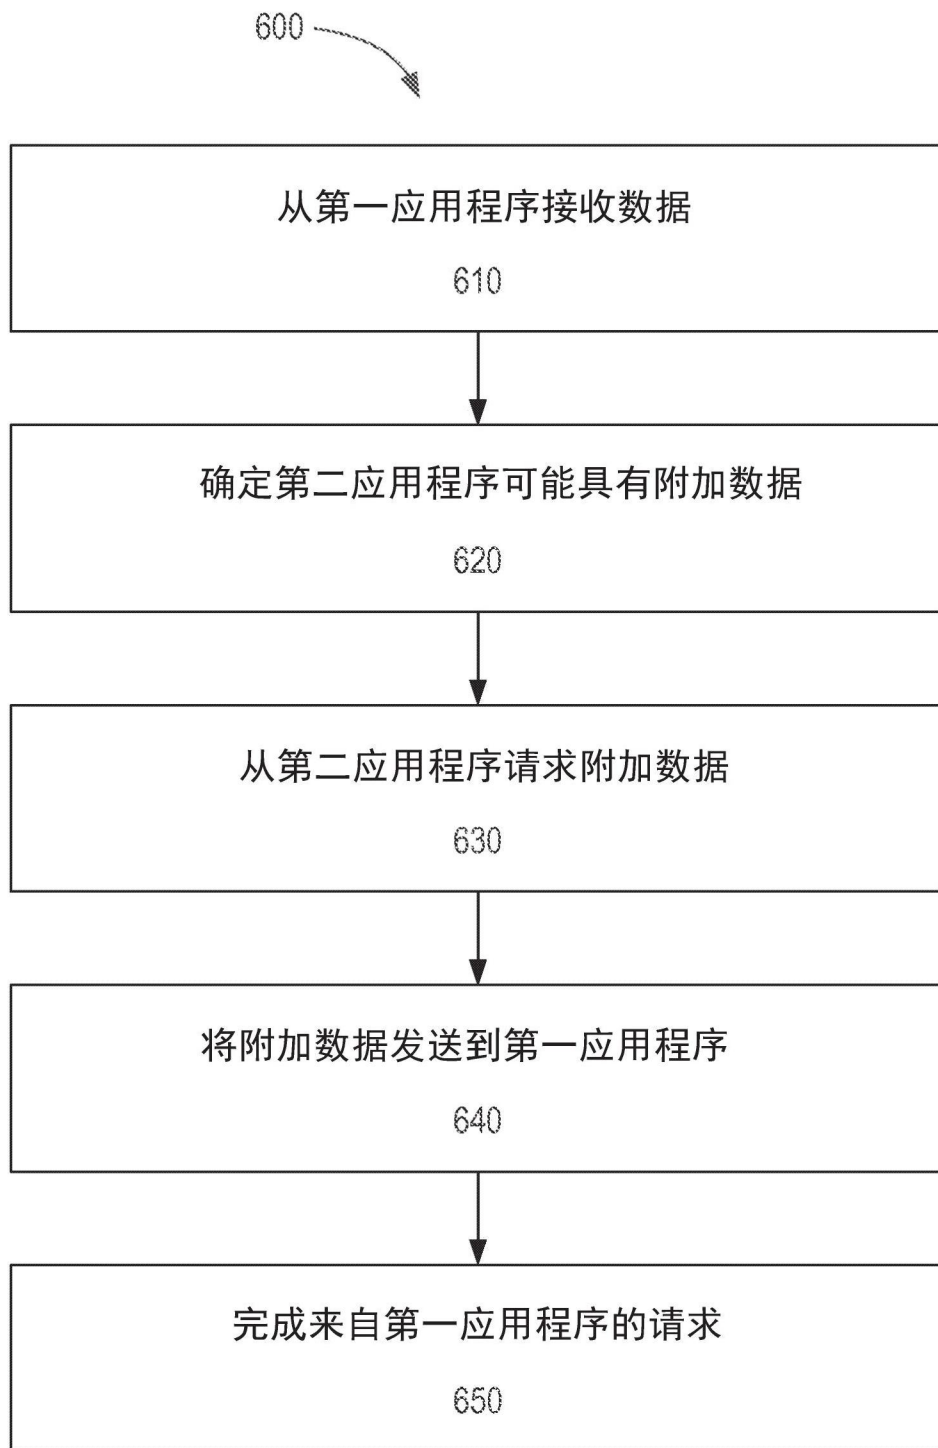 600
从第一应用程序接收数据
610
确定第二应用程序可能具有附加数据
620
从第二应用程序请求附加数据
630
将附加数据发送到第一应用程序
640
完成来自第一应用程序的请求
650